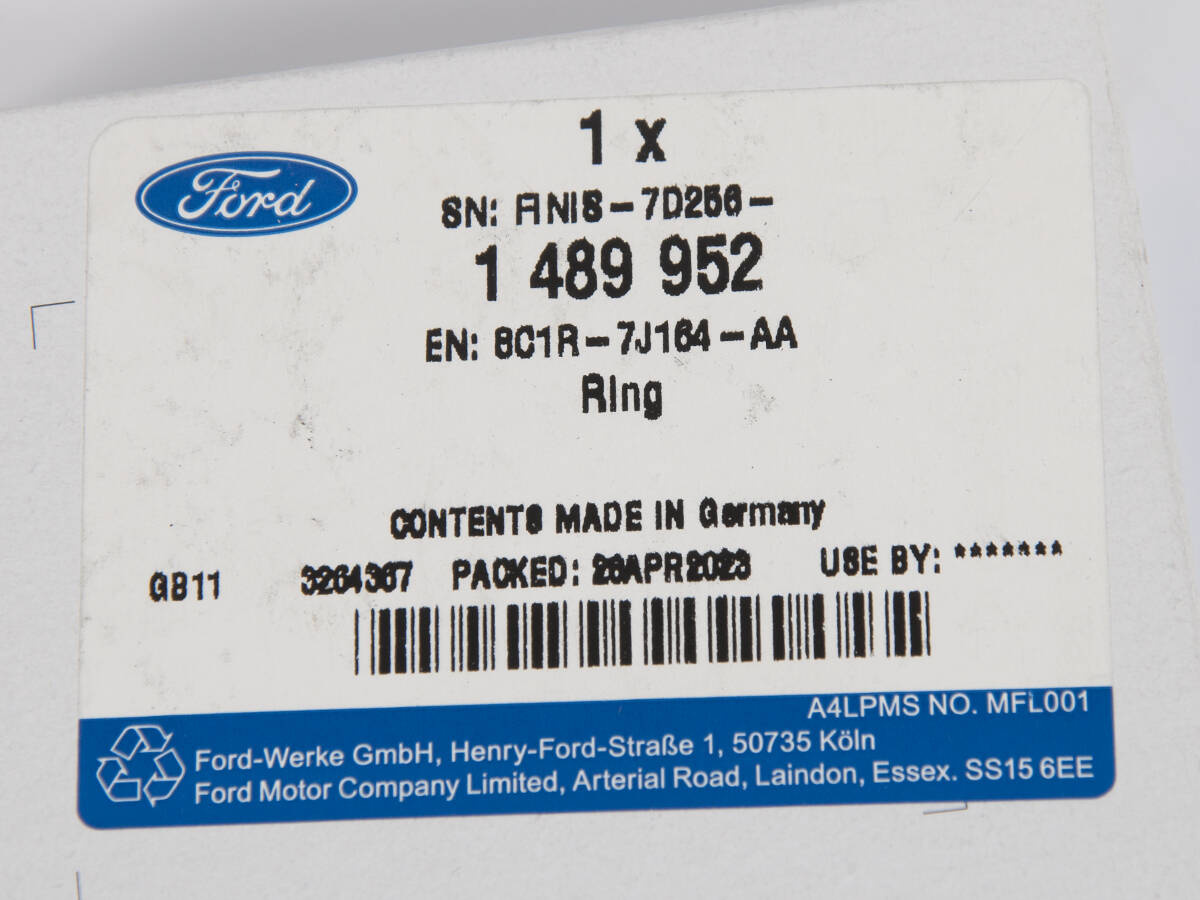 Ford
1 x
SN: FINIS-7D256-
1 489 952
EN: 8C1R-7J164-AA
Ring
CONTENTS MADE IN Germany
GB11 3264367 PACKED: 26APR2023 USE BY: *******
A4LPMS NO. MFL001
Ford-Werke GmbH, Henry-Ford-Straße 1, 50735 Köln
Ford Motor Company Limited, Arterial Road, Laindon, Essex. SS15 6EE